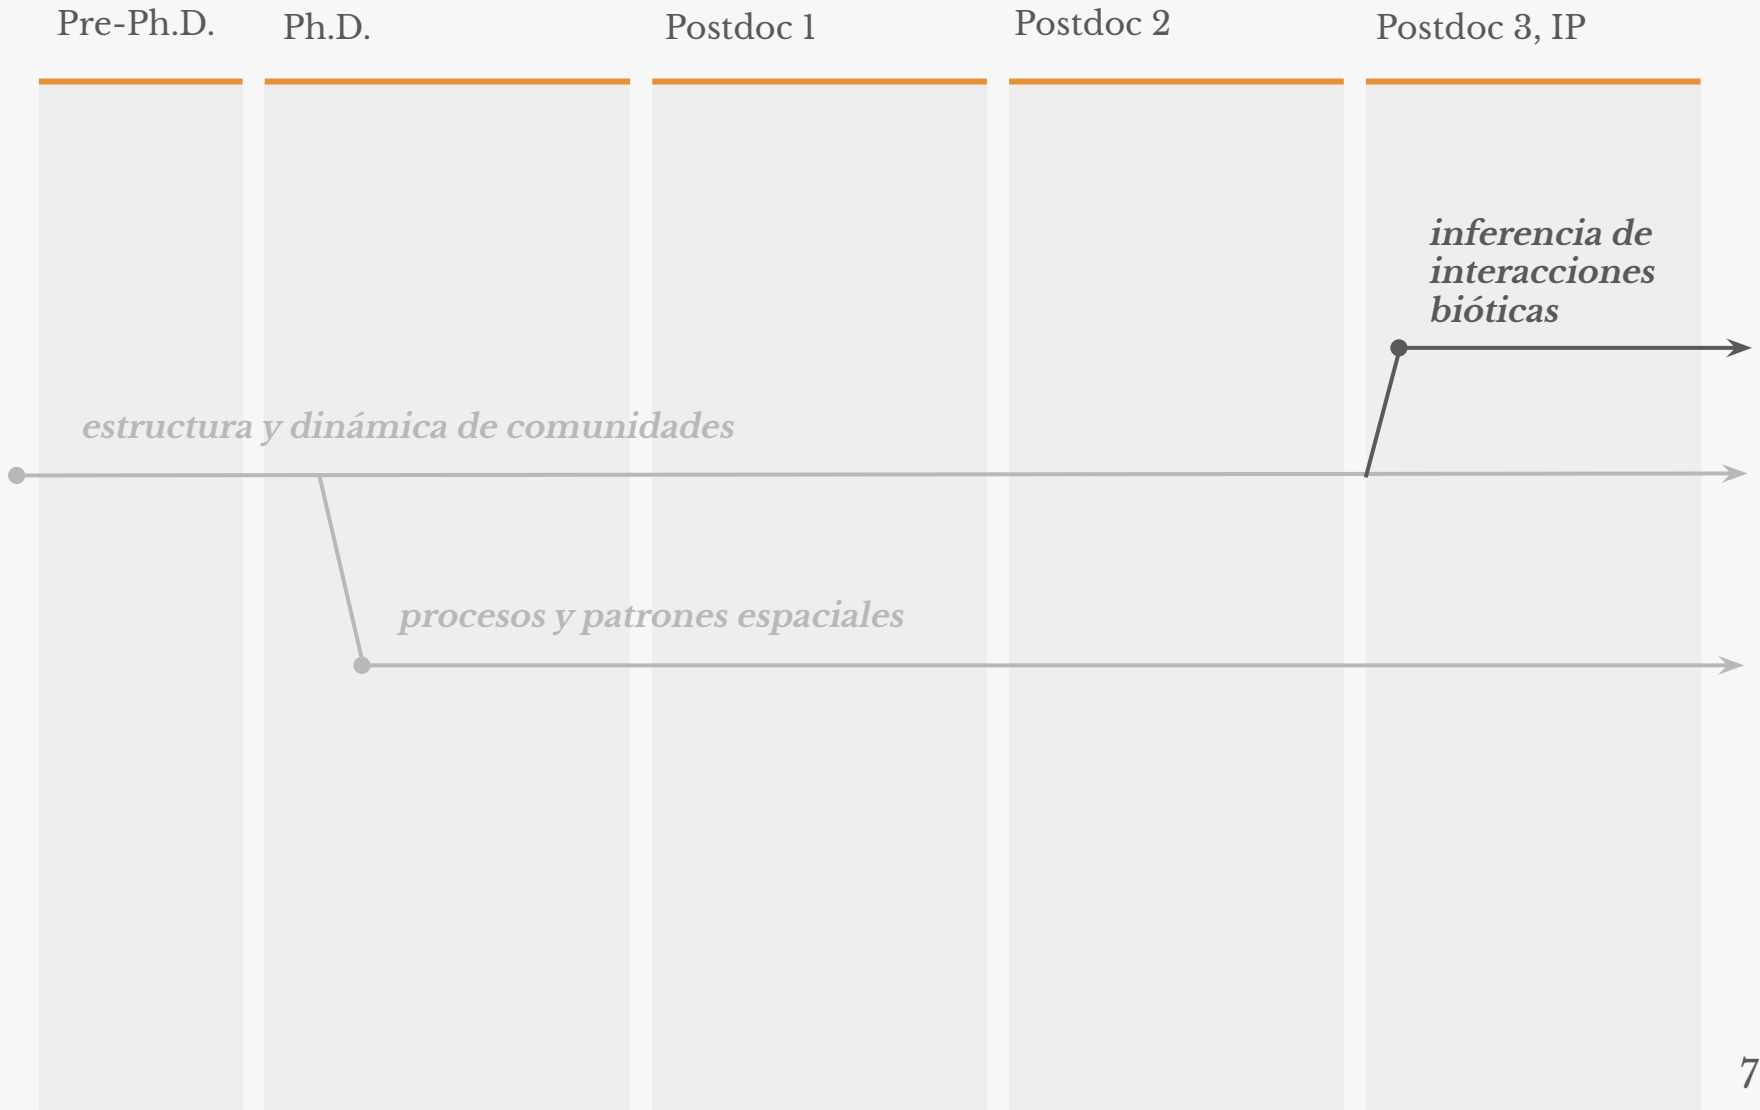 Pre-Ph.D.
Ph.D.
Postdoc 1
Postdoc 2
Postdoc 3, IP
inferencia de
interacciones
bióticas
estructura y dinámica de comunidades
procesos y patrones espaciales
7